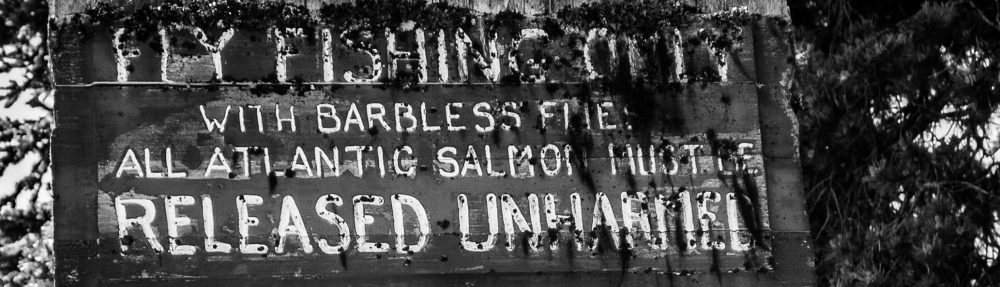 FLY FISHING ONLY
WITH BARBLESS FLIES
ALL ATLANTIC SALMON MUST BE
RELEASED UNHARMED